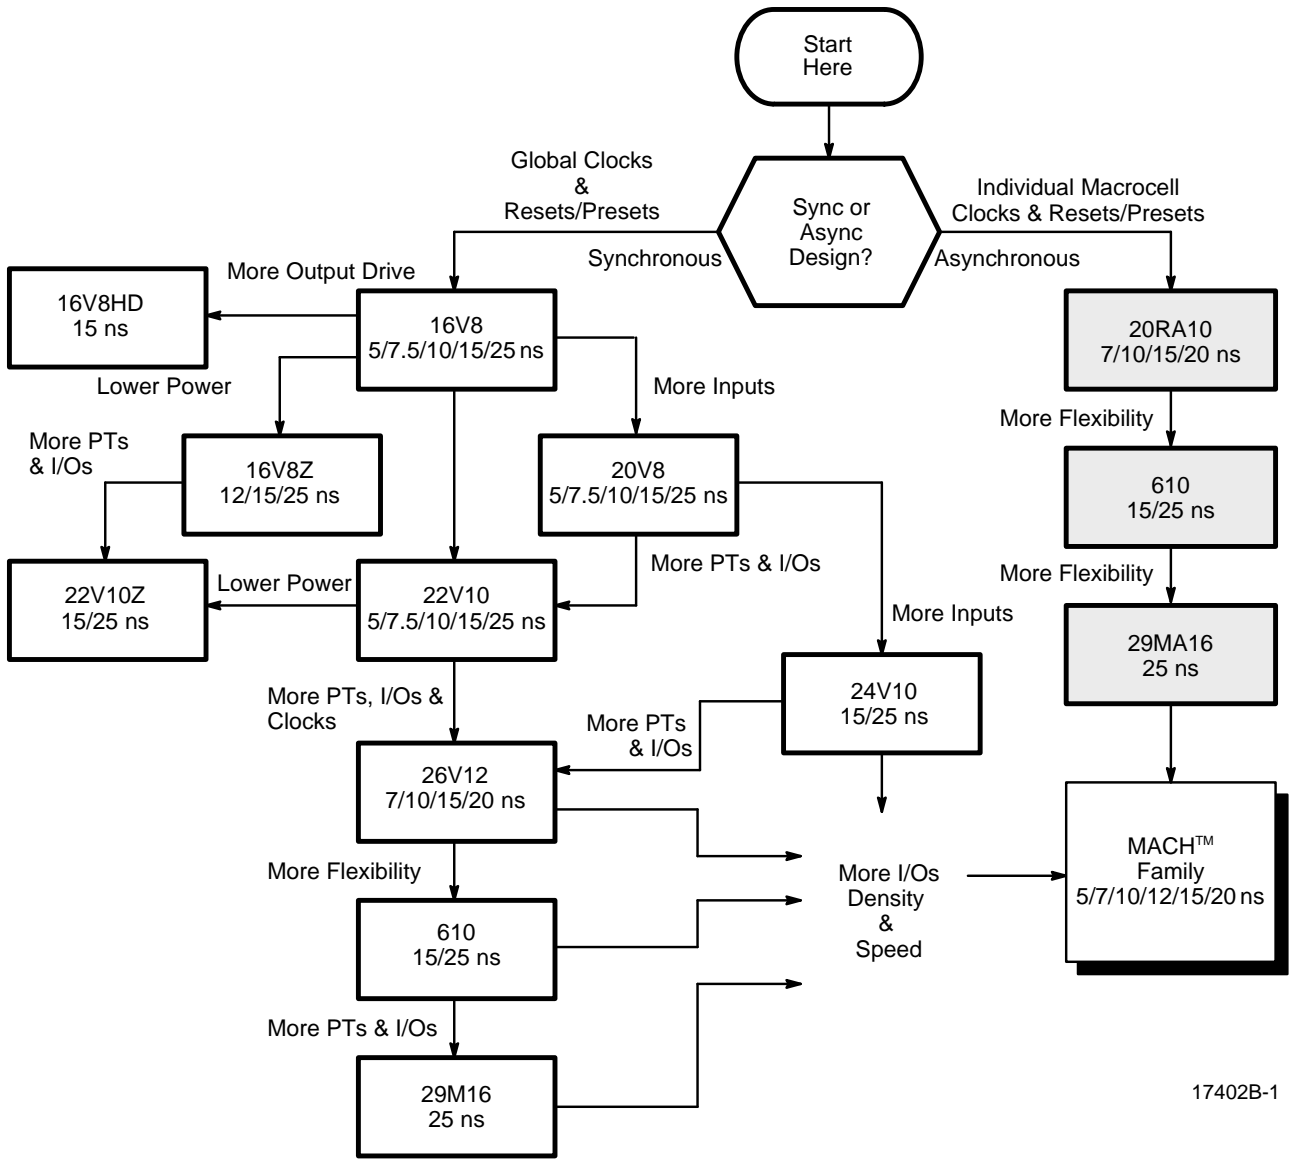 Start
Here
Global Clocks
&
Resets/Presets
Synchronous
Sync or
Async
Design?
Individual Macrocell
Clocks & Resets/Presets
Asynchronous
More Output Drive
16V8HD
15 ns
16V8
5/7.5/10/15/25 ns
20RA10
7/10/15/20 ns
Lower Power
More Inputs
More Flexibility
More PTs
& I/Os
16V8Z
12/15/25 ns
20V8
5/7.5/10/15/25 ns
610
15/25 ns
22V10Z
15/25 ns
Lower Power
22V10
5/7.5/10/15/25 ns
More PTs & I/Os
More Flexibility
More Inputs
29MA16
25 ns
More PTs, I/Os &
Clocks
More PTs
& I/Os
24V10
15/25 ns
26V12
7/10/15/20 ns
More Flexibility
More I/Os
Density
&
Speed
MACH™
Family
5/7/10/12/15/20 ns
610
15/25 ns
More PTs & I/Os
29M16
25 ns
17402B-1